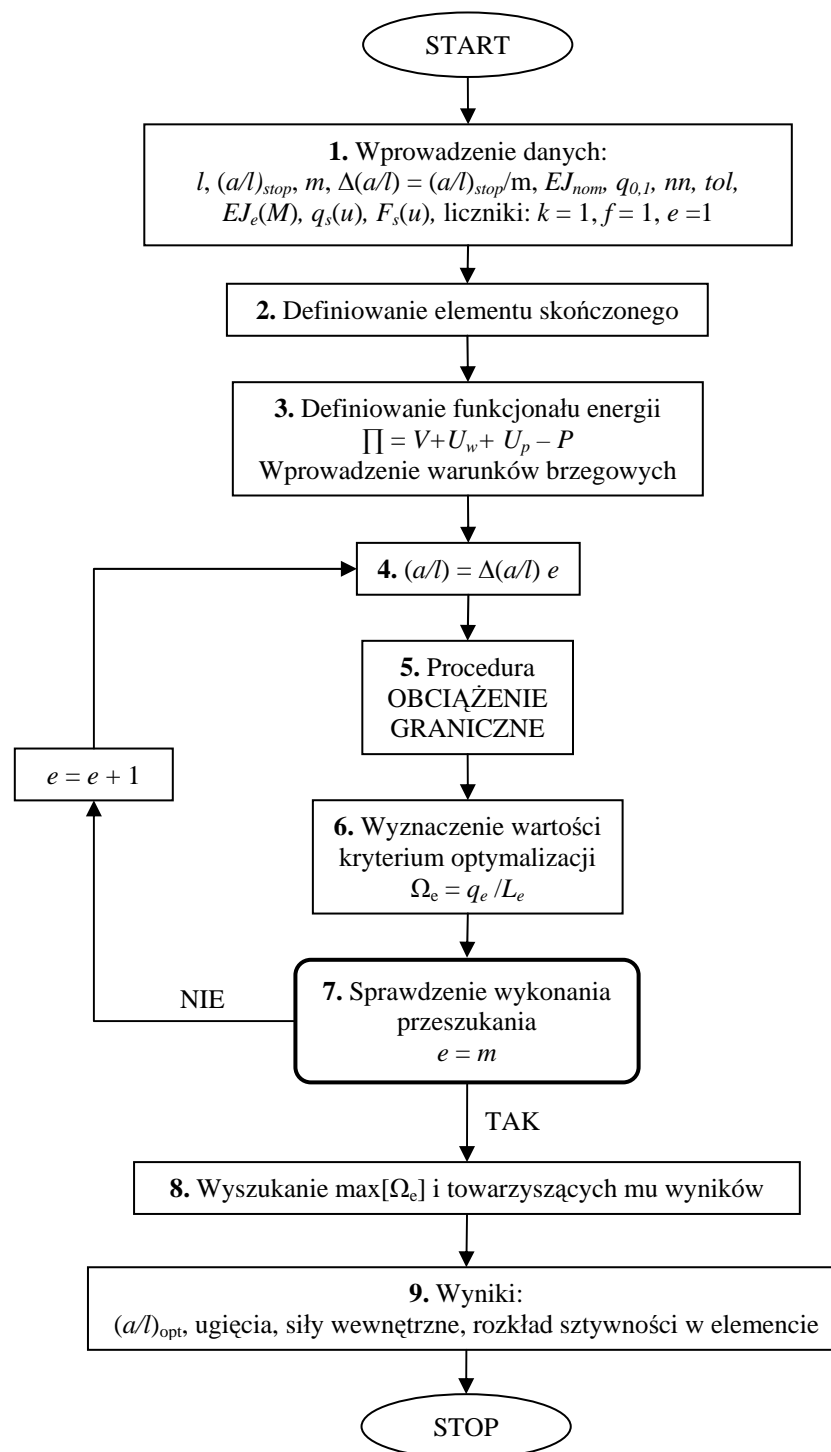 START
1. Wprowadzenie danych:
l, (a/l)stop, m, Δ(a/l) = (a/l)stop/m, EJnom, q0,1, nn, tol,
EJe(M), qs(u), Fs(u), liczniki: k = 1, f = 1, e =1
2. Definiowanie elementu skończonego
3. Definiowanie funkcjonału energii
∏ = V+Uw+ Up – P
Wprowadzenie warunków brzegowych
4. (a/l) = Δ(a/l) e
5. Procedura
OBCIĄŻENIE
GRANICZNE
e = e + 1
6. Wyznaczenie wartości
kryterium optymalizacji
Ωe = qe /Le
NIE
7. Sprawdzenie wykonania
przeszukania
e = m
TAK
8. Wyszukanie max[Ωe] i towarzyszących mu wyników
9. Wyniki:
(a/l)opt, ugięcia, siły wewnętrzne, rozkład sztywności w elemencie
STOP